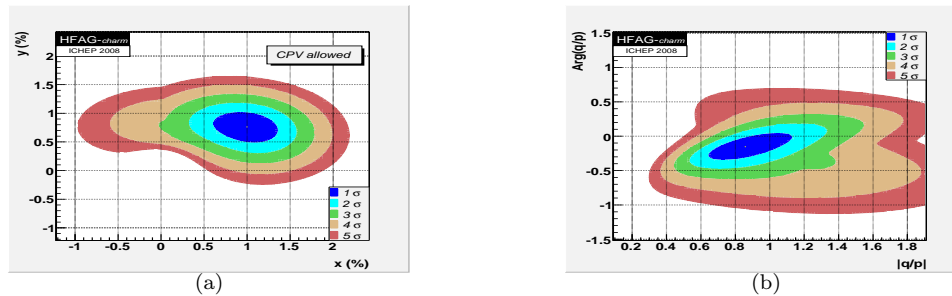 HFAG-charm
ICHEP 2008
CPV allowed
y (%)
2
1.5
1
0.5
0
-0.5
-1
1 σ
2 σ
3 σ
4 σ
5 σ
-1 -0.5 0 0.5 1 1.5 2
x (%)
(a)
HFAG-charm
ICHEP 2008
Arg(q/p)
1.5
1
0.5
0
-0.5
-1
-1.5
1 σ
2 σ
3 σ
4 σ
5 σ
0.2 0.4 0.6 0.8 1 1.2 1.4 1.6 1.8
|q/p|
(b)